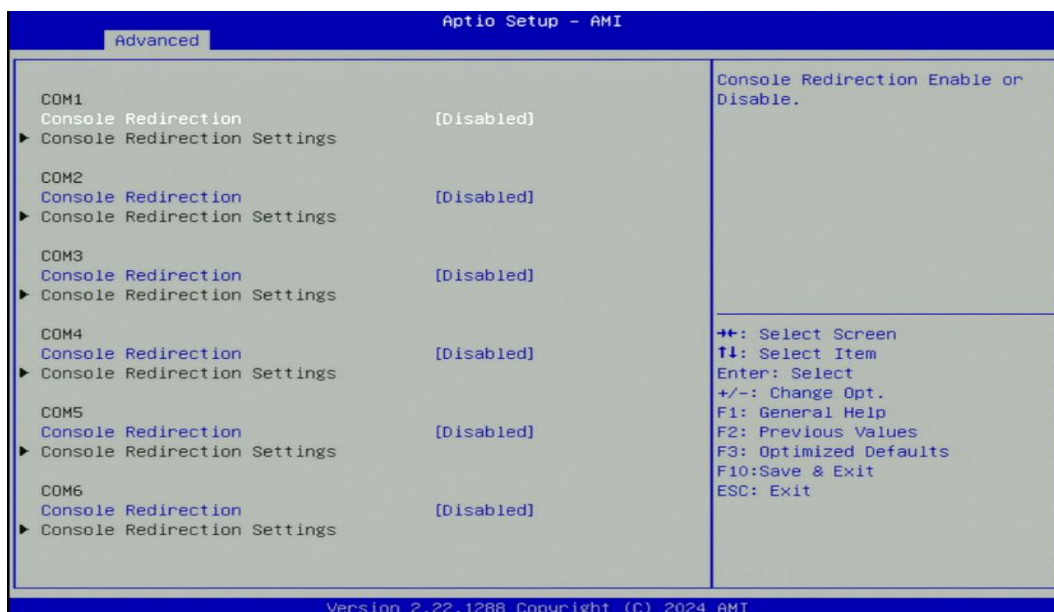 Aptio Setup – AMI
Advanced
COM1
Console Redirection [Disabled]
▶ Console Redirection Settings
COM2
Console Redirection [Disabled]
▶ Console Redirection Settings
COM3
Console Redirection [Disabled]
▶ Console Redirection Settings
COM4
Console Redirection [Disabled]
▶ Console Redirection Settings
COM5
Console Redirection [Disabled]
▶ Console Redirection Settings
COM6
Console Redirection [Disabled]
▶ Console Redirection Settings
Console Redirection Enable or
Disable.
→←: Select Screen
↑↓: Select Item
Enter: Select
+/-: Change Opt.
F1: General Help
F2: Previous Values
F3: Optimized Defaults
F10:Save & Exit
ESC: Exit
Version 2.22.1288 Copyright (C) 2024 AMI